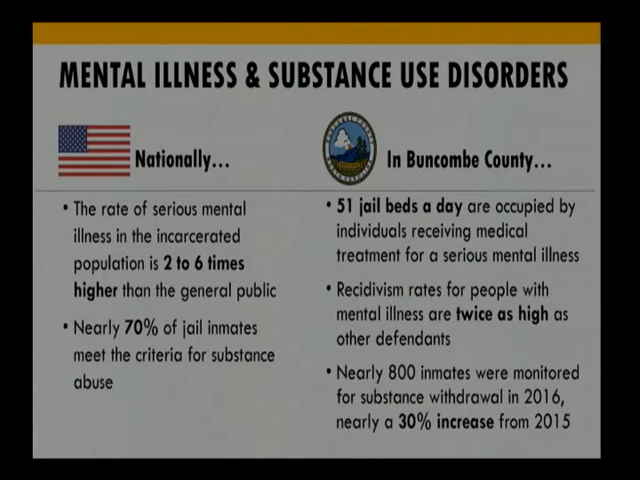 MENTAL ILLNESS & SUBSTANCE USE DISORDERS
Nationally...
• The rate of serious mental
illness in the incarcerated
population is 2 to 6 times
higher than the general public
• Nearly 70% of jail inmates
meet the criteria for substance
abuse
In Buncombe County...
• 51 jail beds a day are occupied by
individuals receiving medical
treatment for a serious mental illness
• Recidivism rates for people with
mental illness are twice as high as
other defendants
• Nearly 800 inmates were monitored
for substance withdrawal in 2016,
nearly a 30% increase from 2015